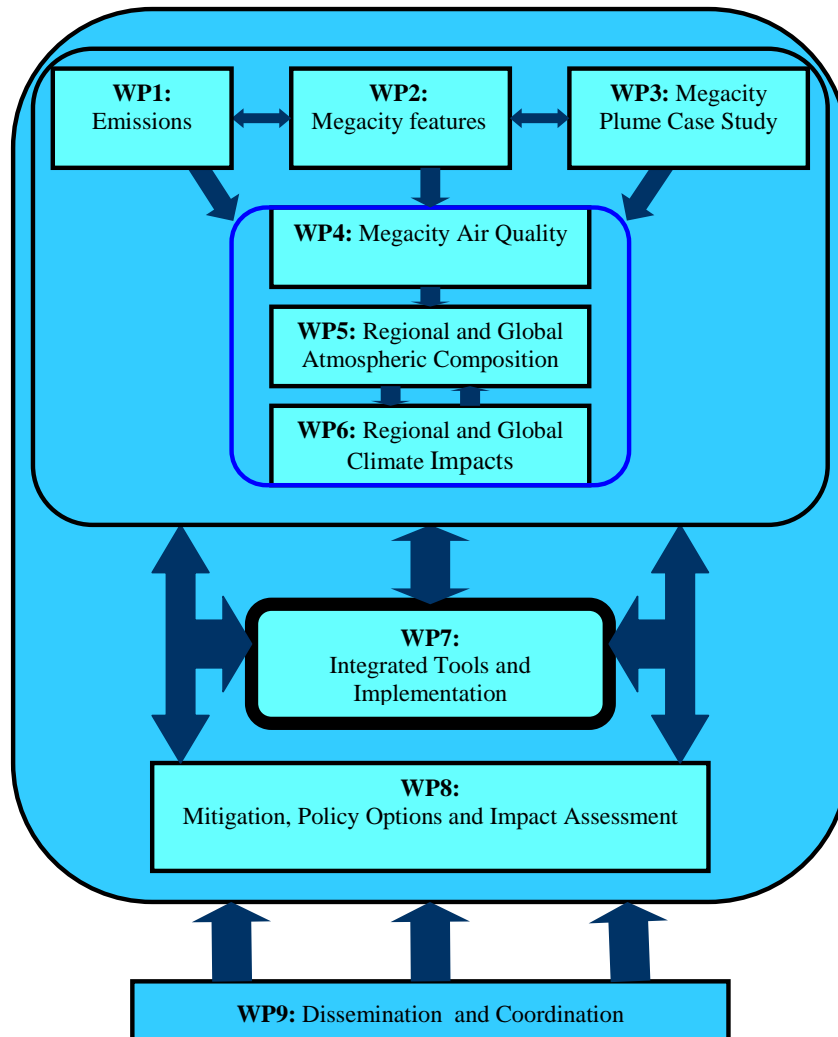 WP1:
Emissions
WP2:
Megacity features
WP3: Megacity
Plume Case Study
WP4: Megacity Air Quality
WP5: Regional and Global
Atmospheric Composition
WP6: Regional and Global
Climate Impacts
WP7:
Integrated Tools and
Implementation
WP8:
Mitigation, Policy Options and Impact Assessment
WP9: Dissemination and Coordination